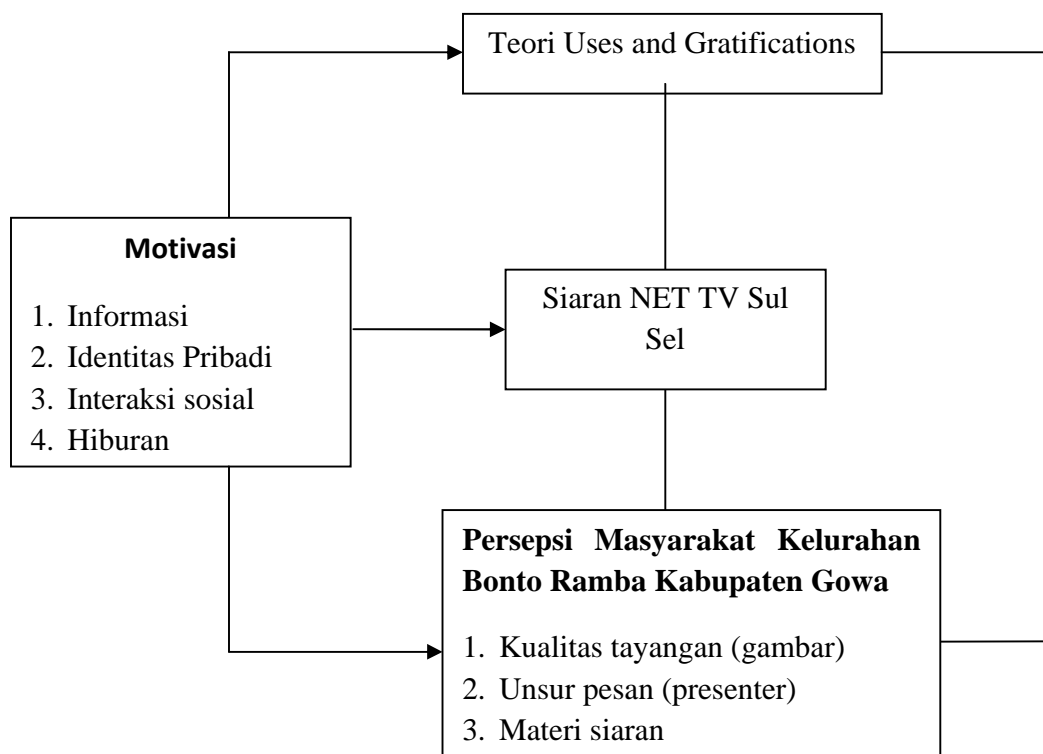 Teori Uses and Gratifications
Motivasi
1. Informasi
2. Identitas Pribadi
3. Interaksi sosial
4. Hiburan
Siaran NET TV Sul
Sel
Persepsi Masyarakat Kelurahan
Bonto Ramba Kabupaten Gowa
1. Kualitas tayangan (gambar)
2. Unsur pesan (presenter)
3. Materi siaran